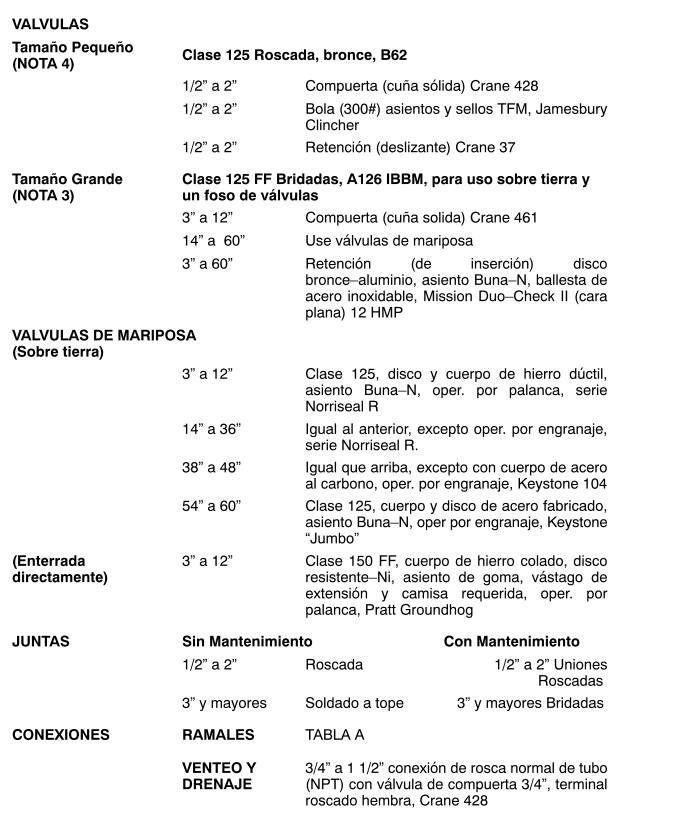 VALVULAS
Tamaño Pequeño
(NOTA 4)
Clase 125 Roscada, bronce, B62
1/2” a 2” Compuerta (cuña sólida) Crane 428
1/2” a 2” Bola (300#) asientos y sellos TFM, Jamesbury
Clincher
1/2” a 2” Retención (deslizante) Crane 37
Tamaño Grande
(NOTA 3)
Clase 125 FF Bridadas, A126 IBBM, para uso sobre tierra y
un foso de válvulas
3” a 12” Compuerta (cuña solida) Crane 461
14” a 60” Use válvulas de mariposa
3” a 60” Retención (de inserción) disco
bronce–aluminio, asiento Buna–N, ballesta de
acero inoxidable, Mission Duo–Check II (cara
plana) 12 HMP
VALVULAS DE MARIPOSA
(Sobre tierra)
3” a 12” Clase 125, disco y cuerpo de hierro dúctil,
asiento Buna–N, oper. por palanca, serie
Norriseal R
14” a 36” Igual al anterior, excepto oper. por engranaje,
serie Norriseal R.
38” a 48” Igual que arriba, excepto con cuerpo de acero
al carbono, oper. por engranaje, Keystone 104
54” a 60” Clase 125, cuerpo y disco de acero fabricado,
asiento Buna–N, oper por engranaje, Keystone
“Jumbo”
(Enterrada
directamente)
3” a 12” Clase 150 FF, cuerpo de hierro colado, disco
resistente–Ni, asiento de goma, vástago de
extensión y camisa requerida, oper. por
palanca, Pratt Groundhog
JUNTAS Sin Mantenimiento Con Mantenimiento
1/2” a 2” Roscada 1/2” a 2” Uniones
Roscadas
3” y mayores Soldado a tope 3” y mayores Bridadas
CONEXIONES RAMALES TABLA A
VENTEO Y
DRENAJE
3/4” a 1 1/2” conexión de rosca normal de tubo
(NPT) con válvula de compuerta 3/4”, terminal
roscado hembra, Crane 428